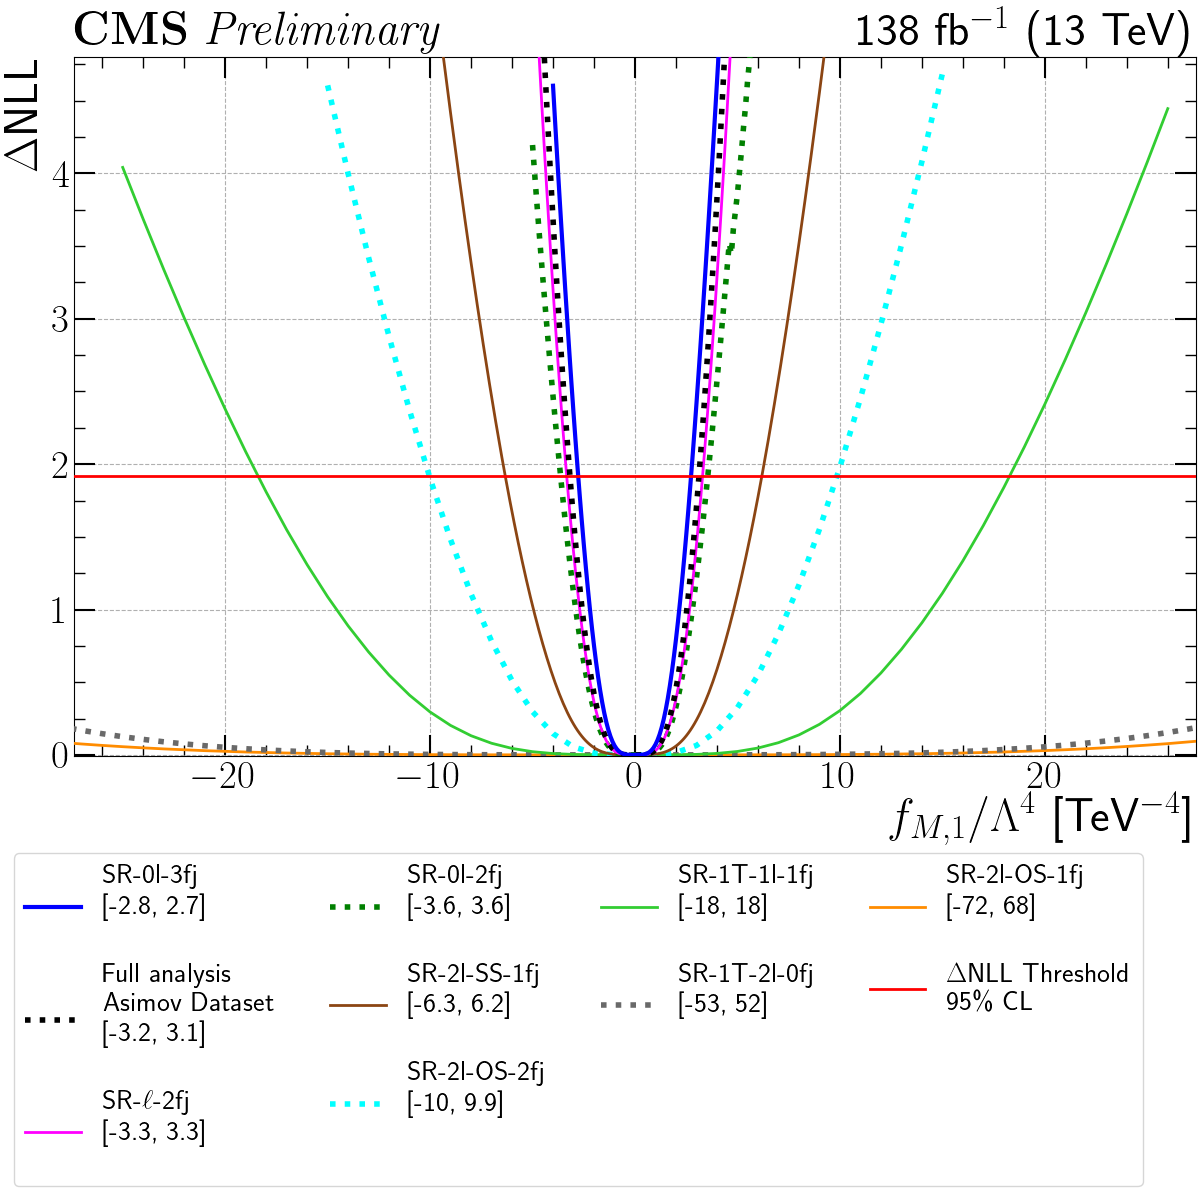 CMS Preliminary 138 fb⁻¹ (13 TeV)
ΔNLL
4
3
2
1
0
−20 −10 0 10 20
f_{M,1}/Λ⁴ [TeV⁻⁴]
SR-0l-3fj
[-2.8, 2.7]
Full analysis
Asimov Dataset
[-3.2, 3.1]
SR-ℓ-2fj
[-3.3, 3.3]
SR-0l-2fj
[-3.6, 3.6]
SR-2l-SS-1fj
[-6.3, 6.2]
SR-2l-OS-2fj
[-10, 9.9]
SR-1T-1l-1fj
[-18, 18]
SR-1T-2l-0fj
[-53, 52]
SR-2l-OS-1fj
[-72, 68]
ΔNLL Threshold
95% CL